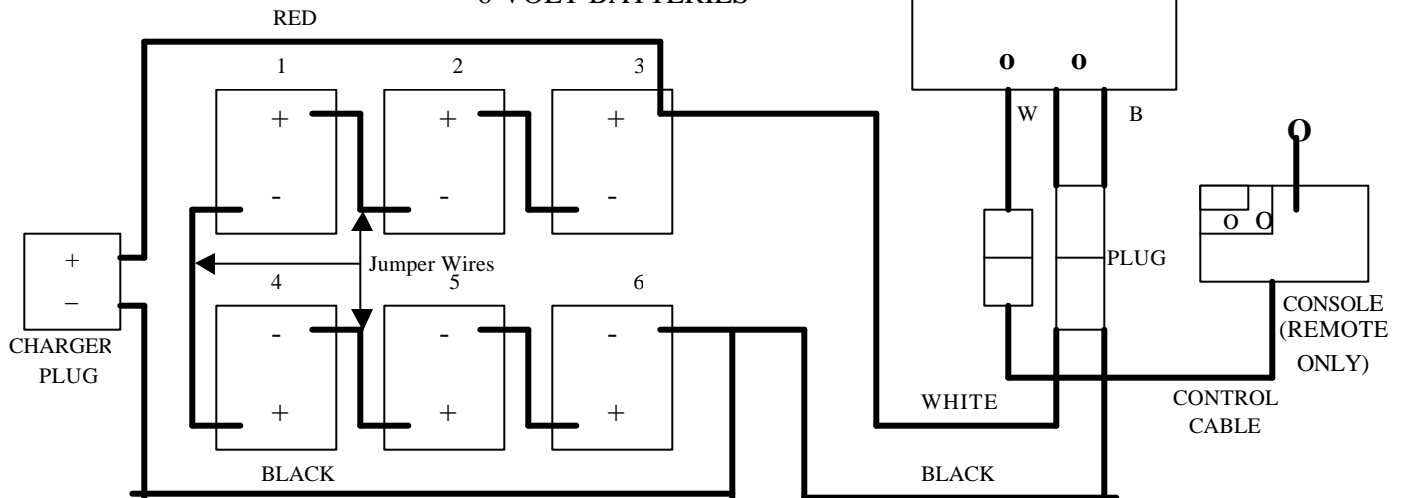 RED
1 2 3
o o
W B
+ + +
- - -
O
O O
+
Jumper Wires
PLUG
–
4 5 6
- - -
CONSOLE
(REMOTE
ONLY)
CHARGER
PLUG
+ + +
WHITE
CONTROL
CABLE
BLACK BLACK